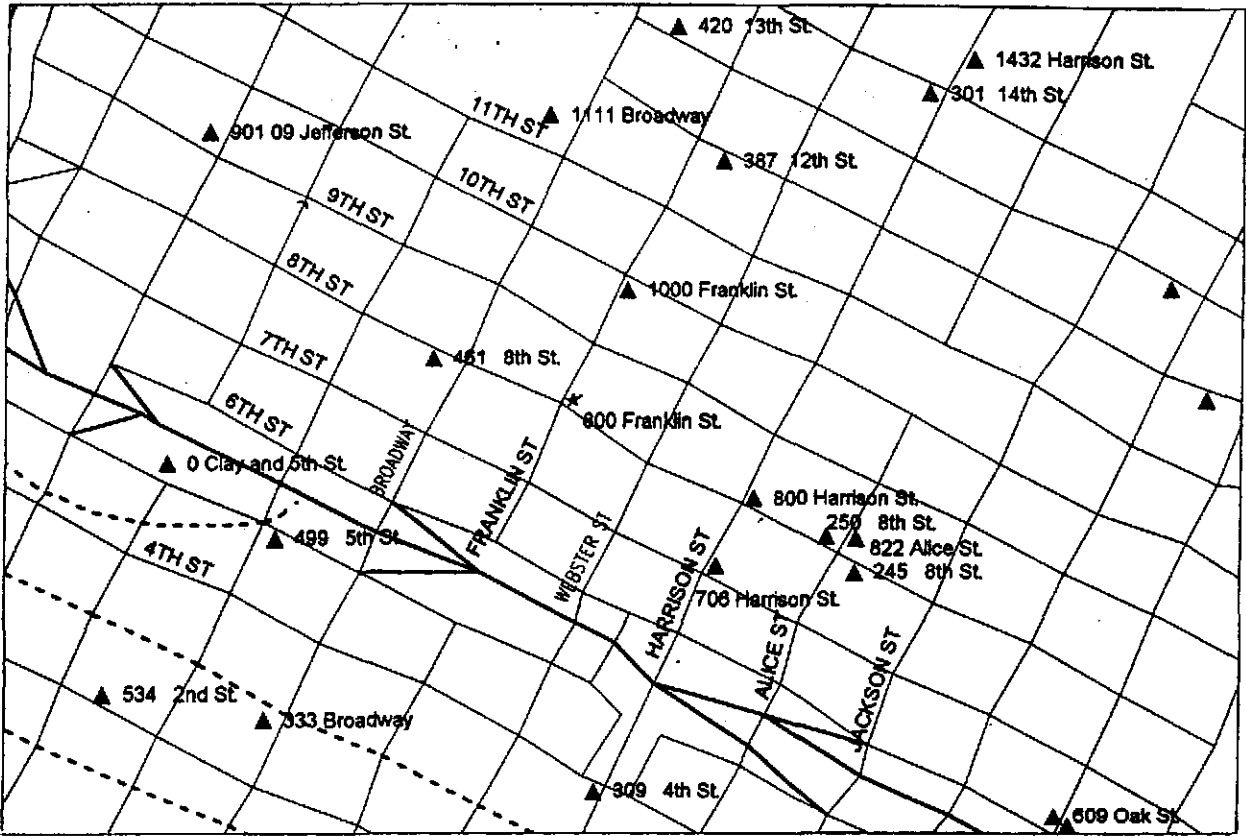 420 13th St.
1432 Harrison St.
301 14th St.
11TH ST
1111 Broadway
901 09 Jefferson St.
387 12th St.
10TH ST
9TH ST
8TH ST
1000 Franklin St.
7TH ST
461 8th St.
6TH ST
800 Franklin St.
BROADWAY
FRANKLIN ST
0 Clay and 5th St.
800 Harrison St.
250 8th St.
499 5th St.
822 Alice St.
4TH ST
WEBSTER ST
HARRISON ST
245 8th St.
706 Harrison St.
ALICE ST
JACKSON ST
534 2nd St.
333 Broadway
309 4th St.
609 Oak St.